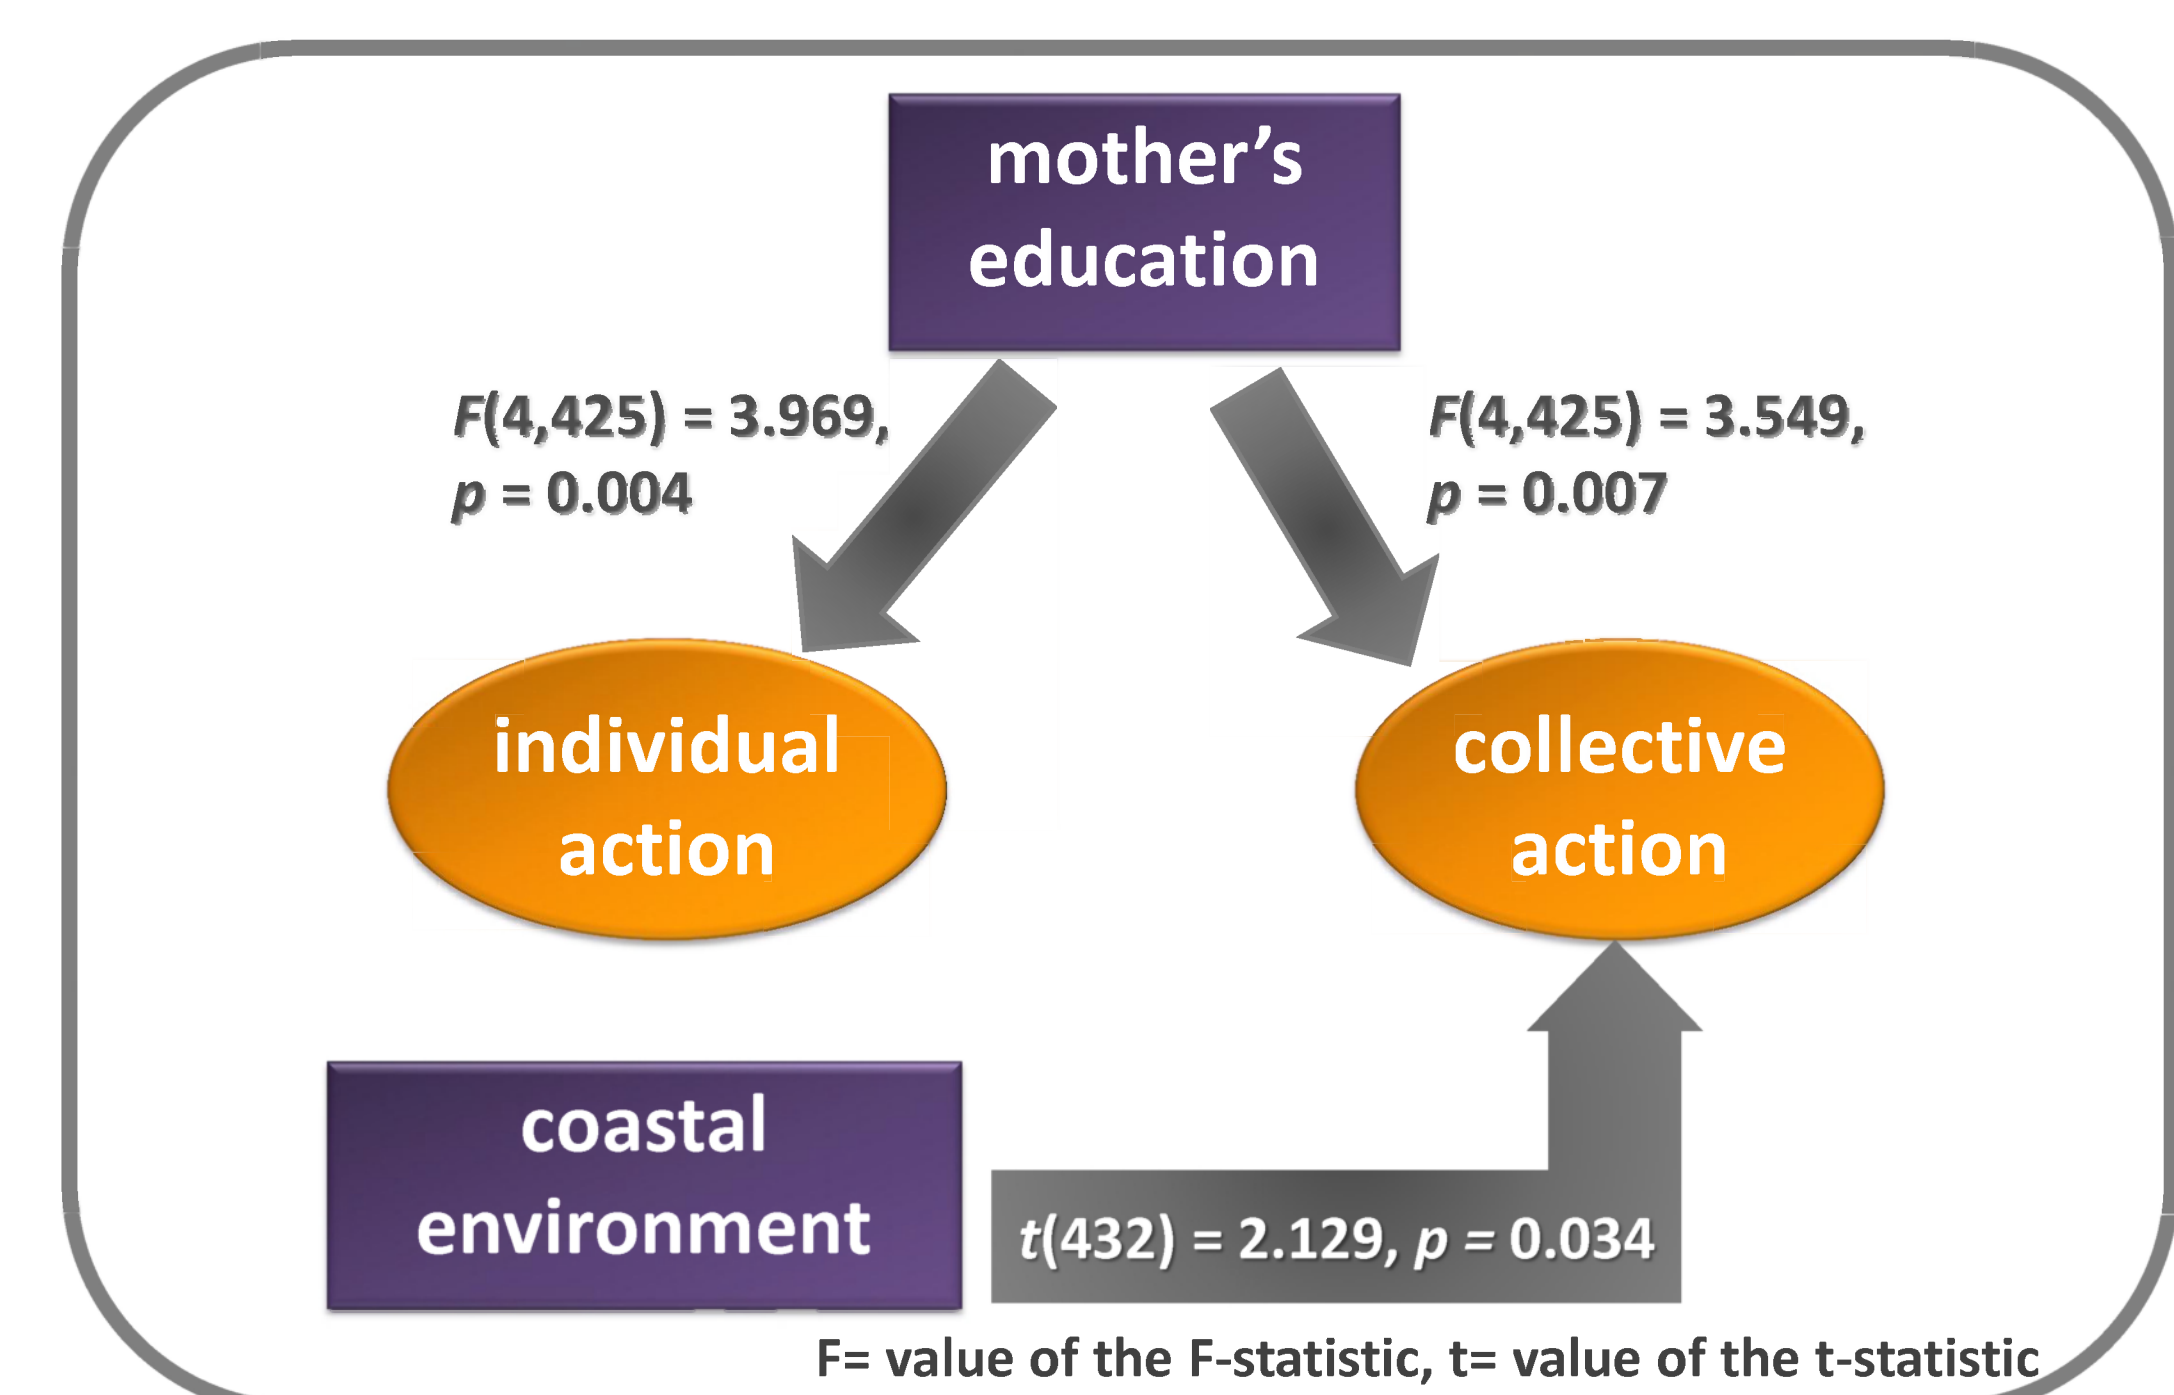 mother’s
education
F(4,425) = 3.969,
p = 0.004
F(4,425) = 3.549,
p = 0.007
individual
action
collective
action
coastal
environment
t(432) = 2.129, p = 0.034
F= value of the F-statistic, t= value of the t-statistic